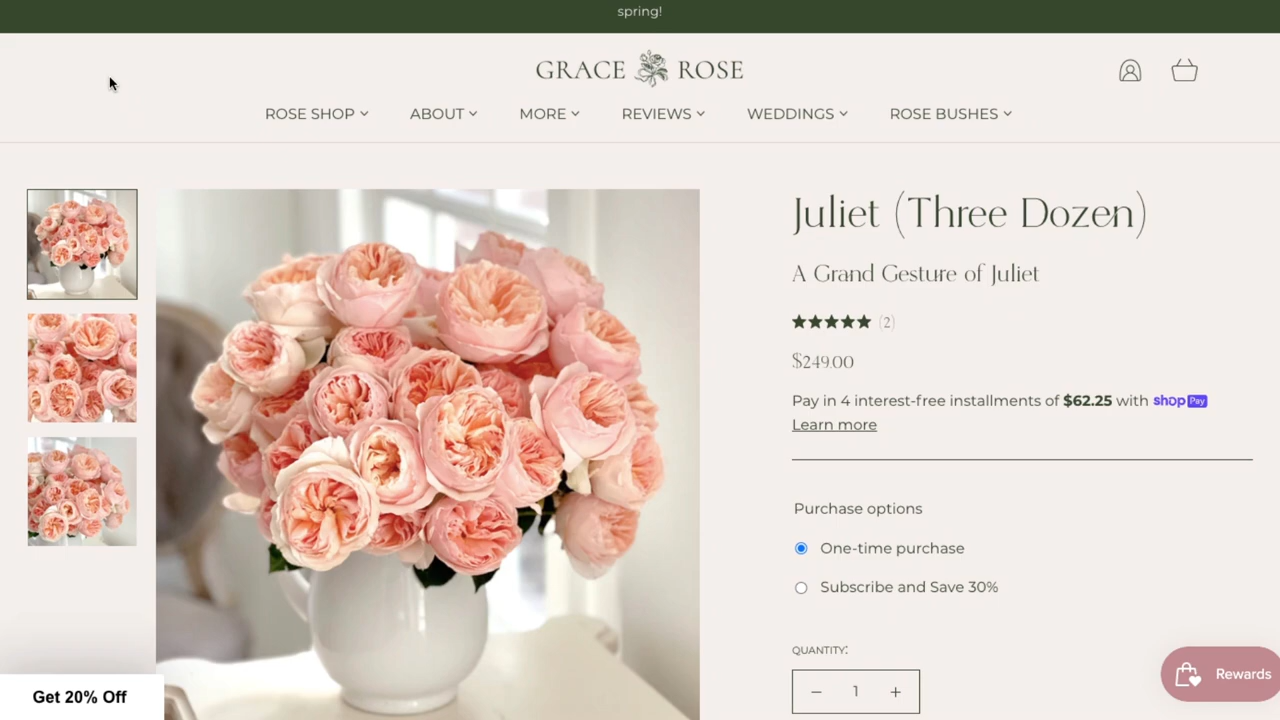 spring!
GRACE ROSE
ROSE SHOP ABOUT MORE REVIEWS WEDDINGS ROSE BUSHES
Juliet (Three Dozen)
A Grand Gesture of Juliet
(2)
$249.00
Pay in 4 interest-free installments of $62.25 with shop Pay
Learn more
Purchase options
One-time purchase
Subscribe and Save 30%
QUANTITY:
− 1 +
Rewards
Get 20% Off